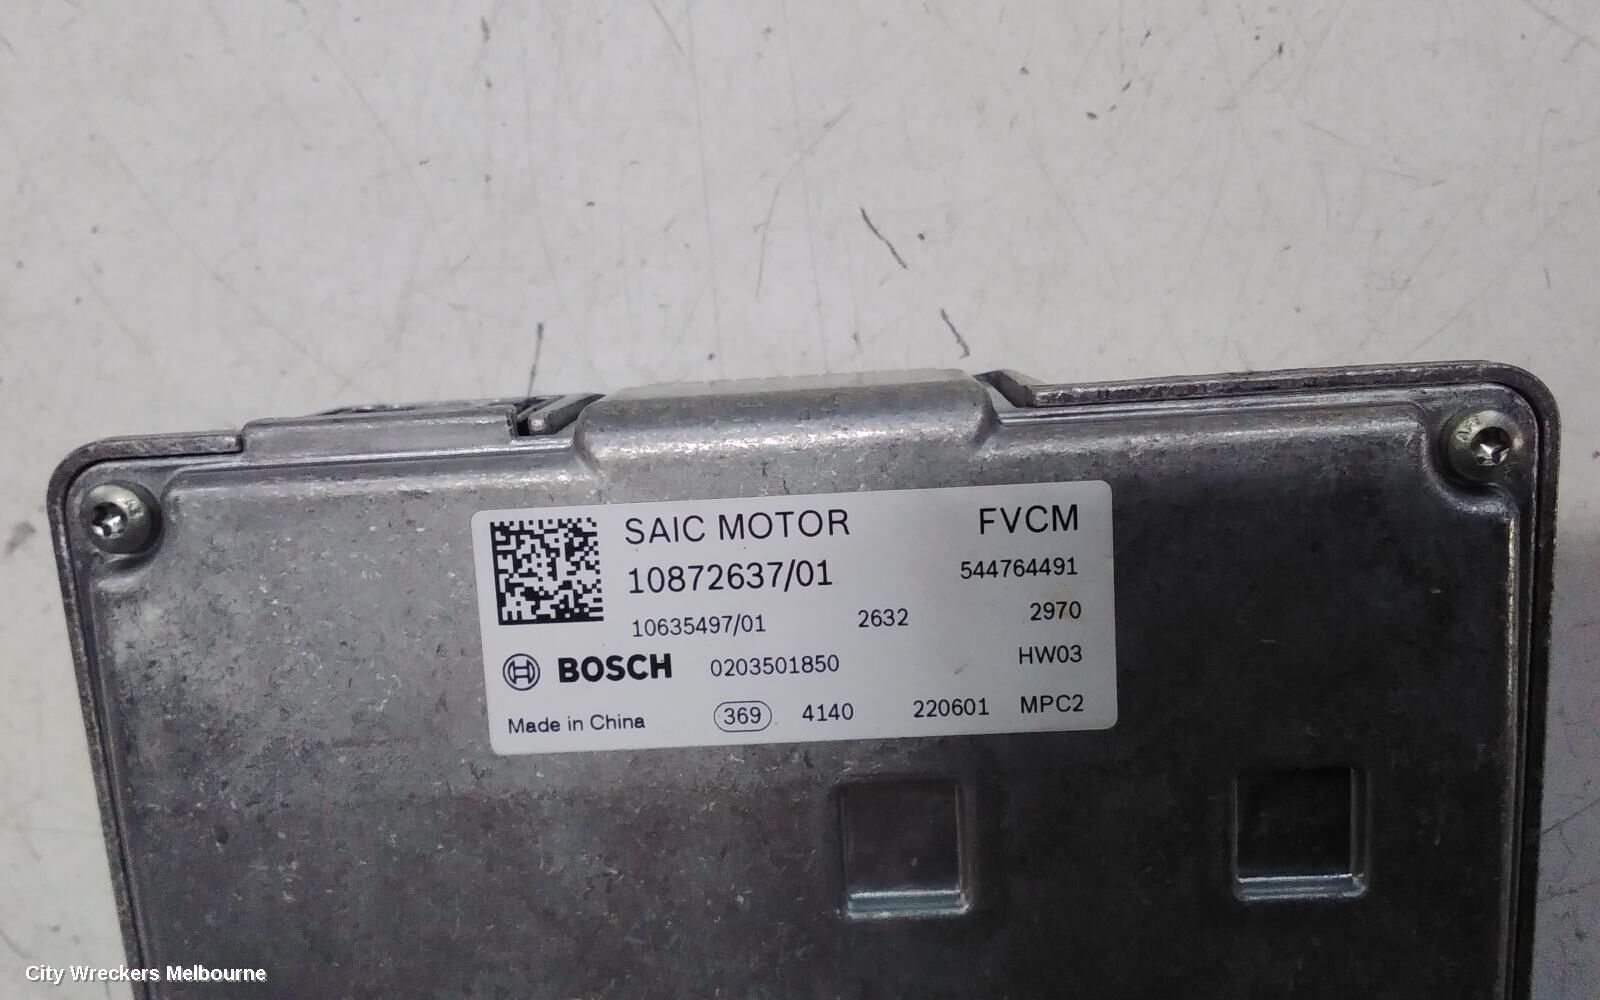 SAIC MOTOR FVCM
10872637/01 544764491
10635497/01 2632 2970
BOSCH 0203501850 HW03
Made in China 369 4140 220601 MPC2
City Wreckers Melbourne